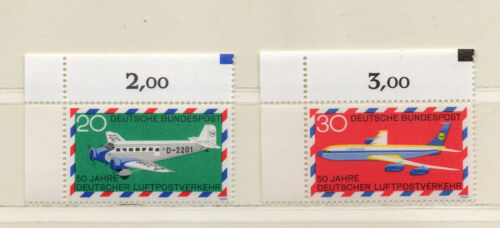 2,00
20 DEUTSCHE BUNDESPOST
D-2201
50 JAHRE
DEUTSCHER LUFTPOSTVERKEHR
3,00
30 DEUTSCHE BUNDESPOST
50 JAHRE
DEUTSCHER LUFTPOSTVERKEHR